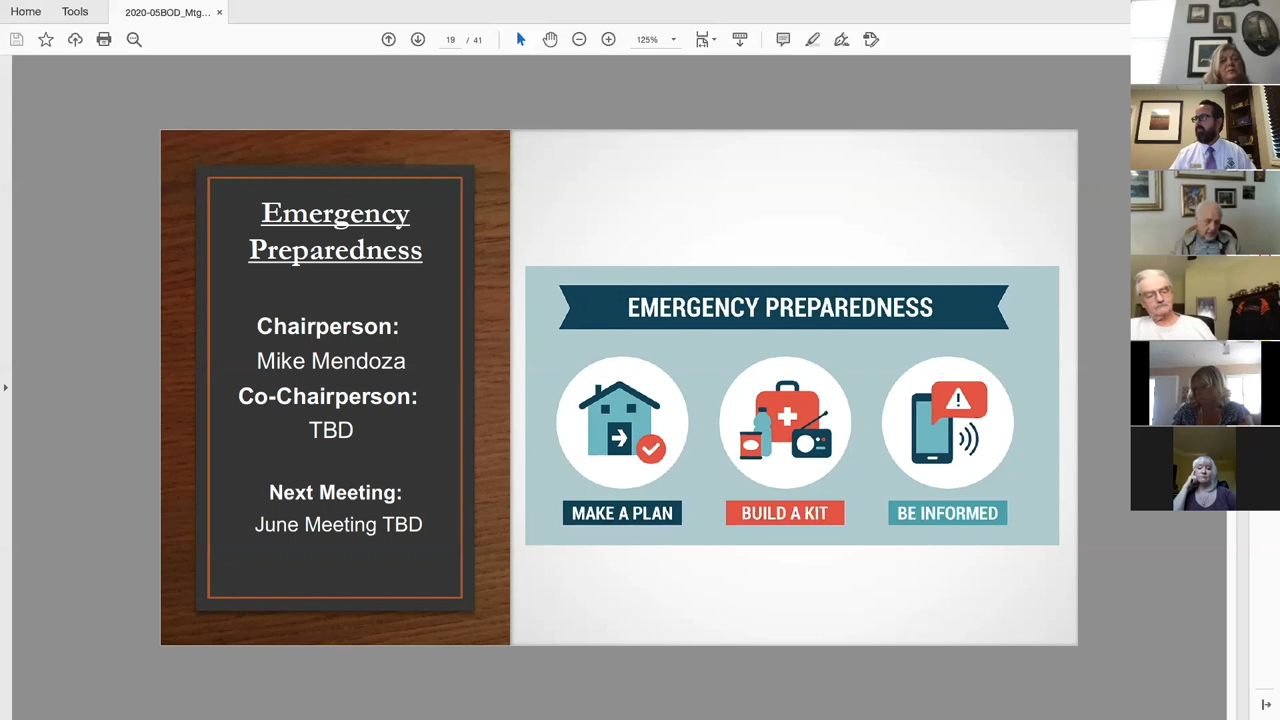 Home
Tools
2020-05BOD_Mtg...
19 / 41
125%
Emergency
Preparedness
Chairperson:
Mike Mendoza
Co-Chairperson:
TBD
Next Meeting:
June Meeting TBD
EMERGENCY PREPAREDNESS
MAKE A PLAN
BUILD A KIT
BE INFORMED